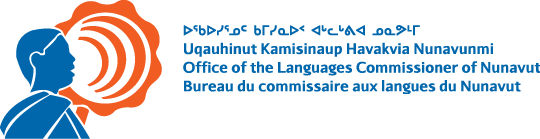 ᐅᖃᐅᓯᕐᓄᑦ ᑲᒥᓯᓇᐅᑉ ᐊᓪᓚᕝᕕᐊ ᓄᓇᕗᒻᒥ
Uqauhinut Kamisinaup Havakvia Nunavunmi
Office of the Languages Commissioner of Nunavut
Bureau du commissaire aux langues du Nunavut